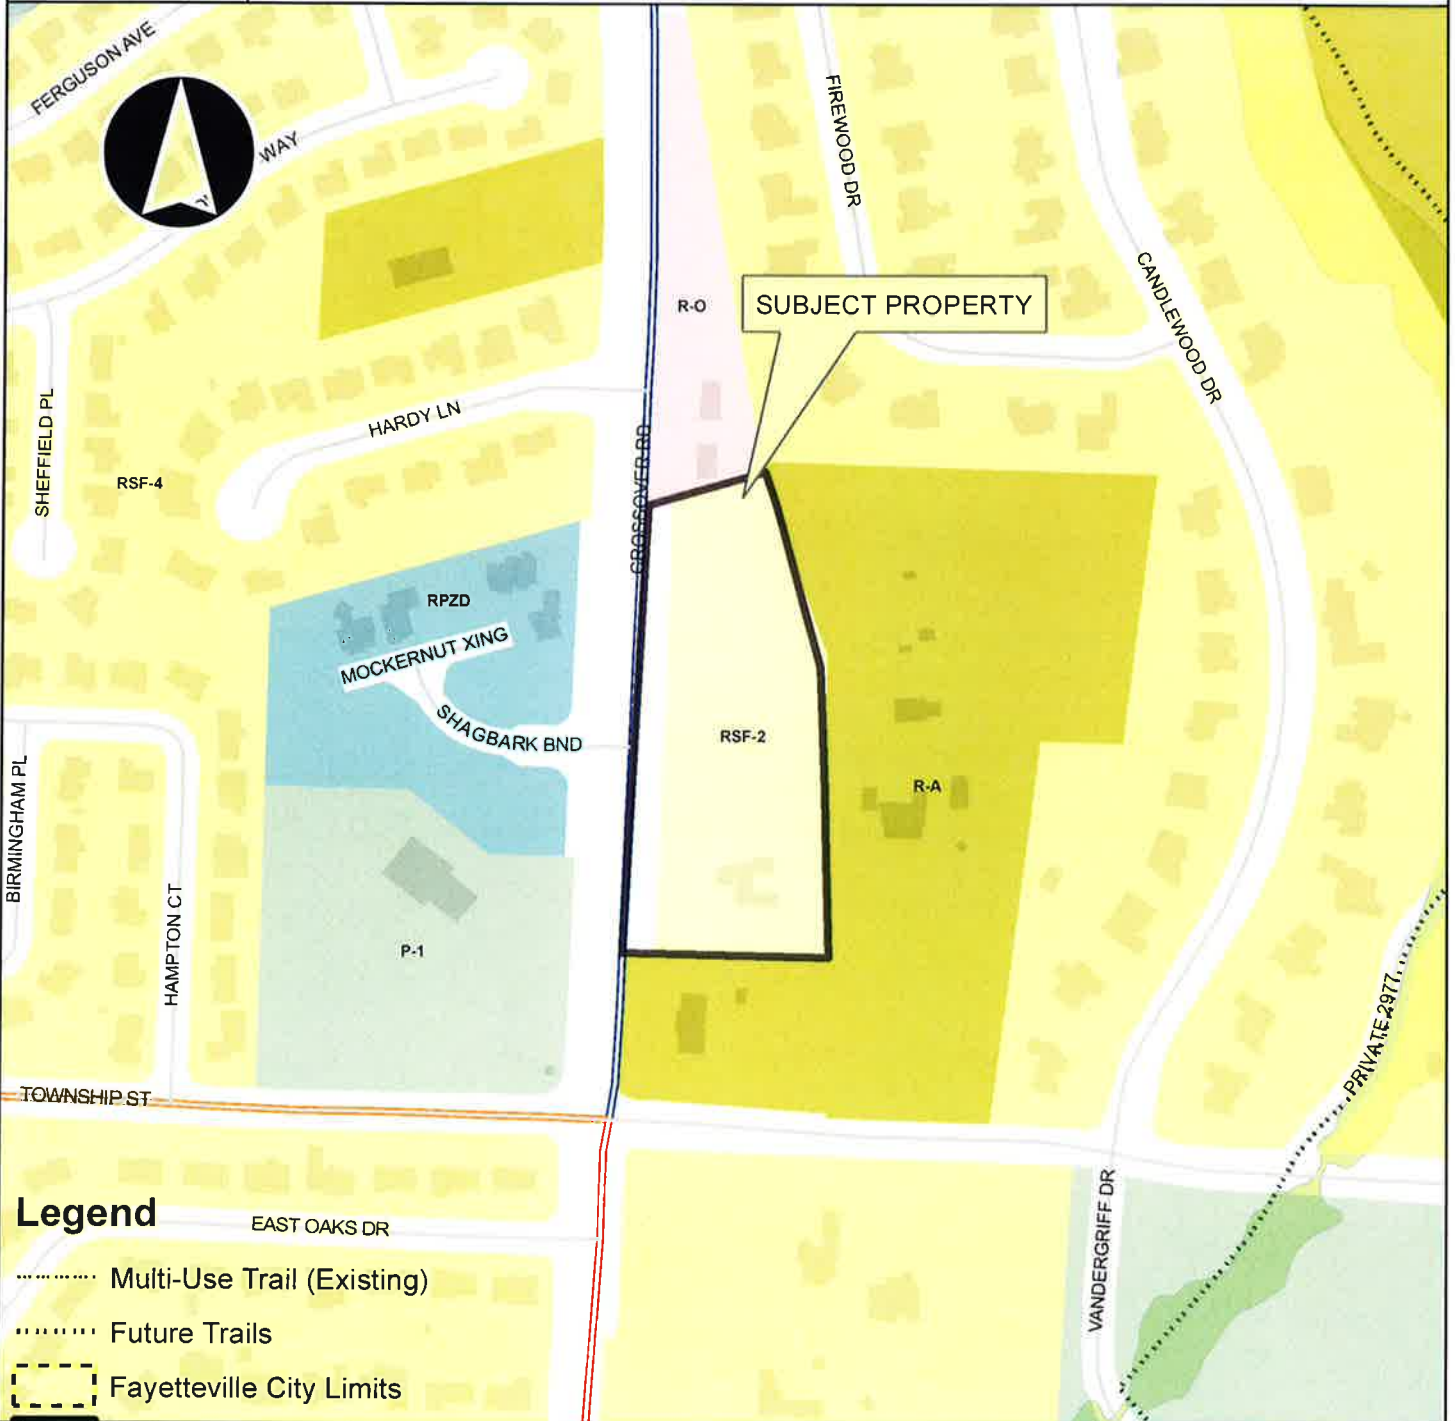 FERGUSON AVE
WAY
FIREWOOD DR
CANDLEWOOD DR
R-O
SUBJECT PROPERTY
SHEFFIELD PL
HARDY LN
CROSSOVER RD
RSF-4
RPZD
MOCKERNUT XING
SHAGBARK BND
RSF-2
R-A
BIRMINGHAM PL
HAMPTON CT
P-1
PRIVATE 2977
TOWNSHIP ST
VANDERGRIFF DR
EAST OAKS DR
Legend
Multi-Use Trail (Existing)
Future Trails
Fayetteville City Limits